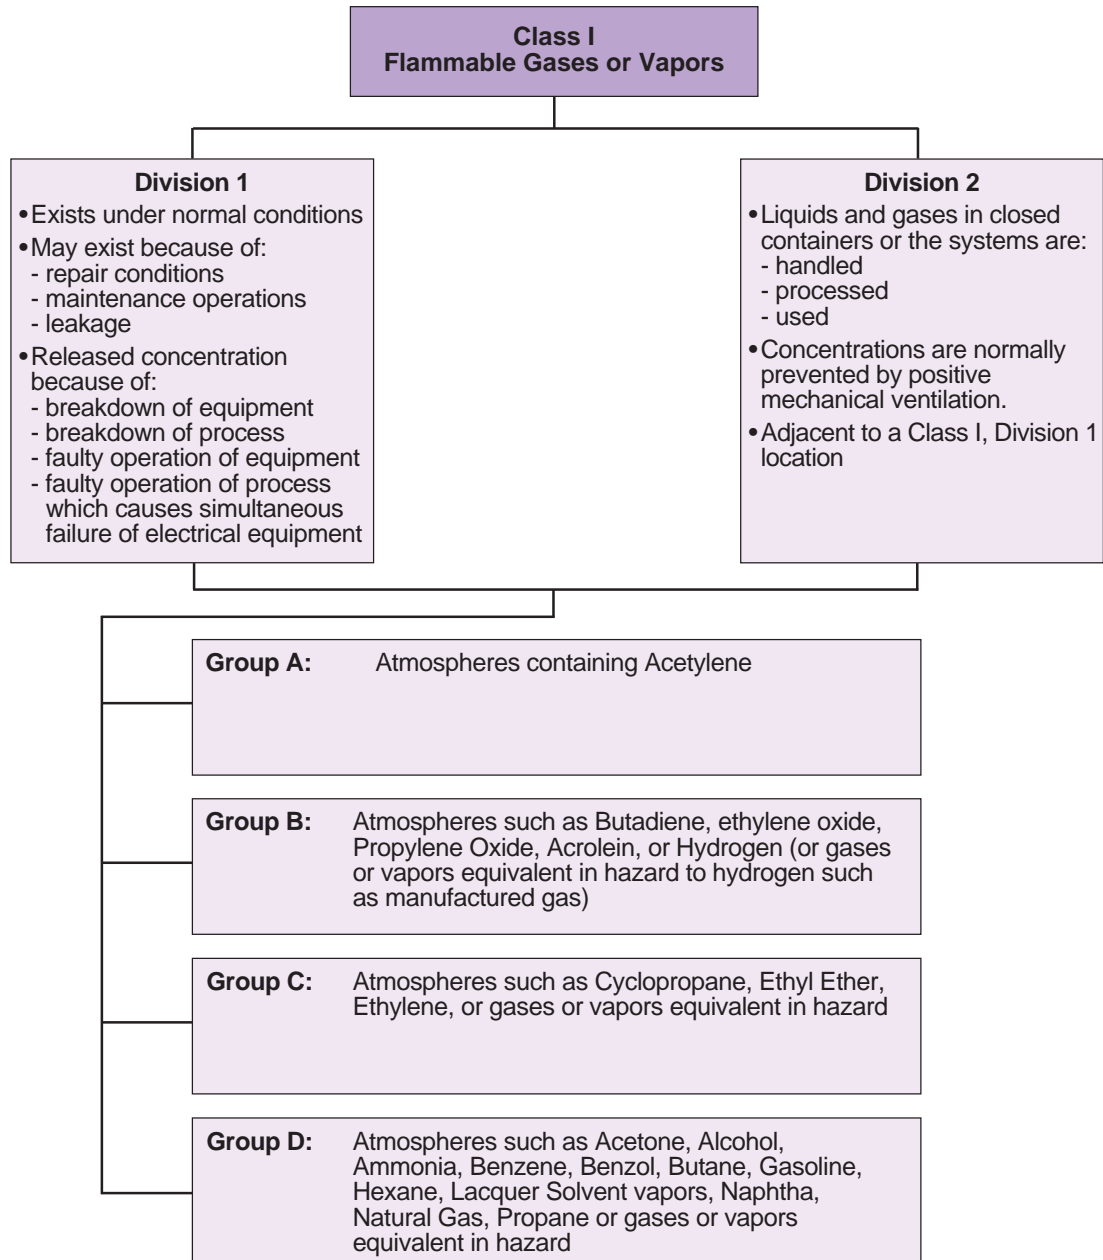 Class I
Flammable Gases or Vapors
Division 1
•Exists under normal conditions
•May exist because of:
- repair conditions
- maintenance operations
- leakage
•Released concentration
because of:
- breakdown of equipment
- breakdown of process
- faulty operation of equipment
- faulty operation of process
which causes simultaneous
failure of electrical equipment
Division 2
•Liquids and gases in closed
containers or the systems are:
- handled
- processed
- used
•Concentrations are normally
prevented by positive
mechanical ventilation.
•Adjacent to a Class I, Division 1
location
Group A: Atmospheres containing Acetylene
Group B: Atmospheres such as Butadiene, ethylene oxide,
Propylene Oxide, Acrolein, or Hydrogen (or gases
or vapors equivalent in hazard to hydrogen such
as manufactured gas)
Group C: Atmospheres such as Cyclopropane, Ethyl Ether,
Ethylene, or gases or vapors equivalent in hazard
Group D: Atmospheres such as Acetone, Alcohol,
Ammonia, Benzene, Benzol, Butane, Gasoline,
Hexane, Lacquer Solvent vapors, Naphtha,
Natural Gas, Propane or gases or vapors
equivalent in hazard